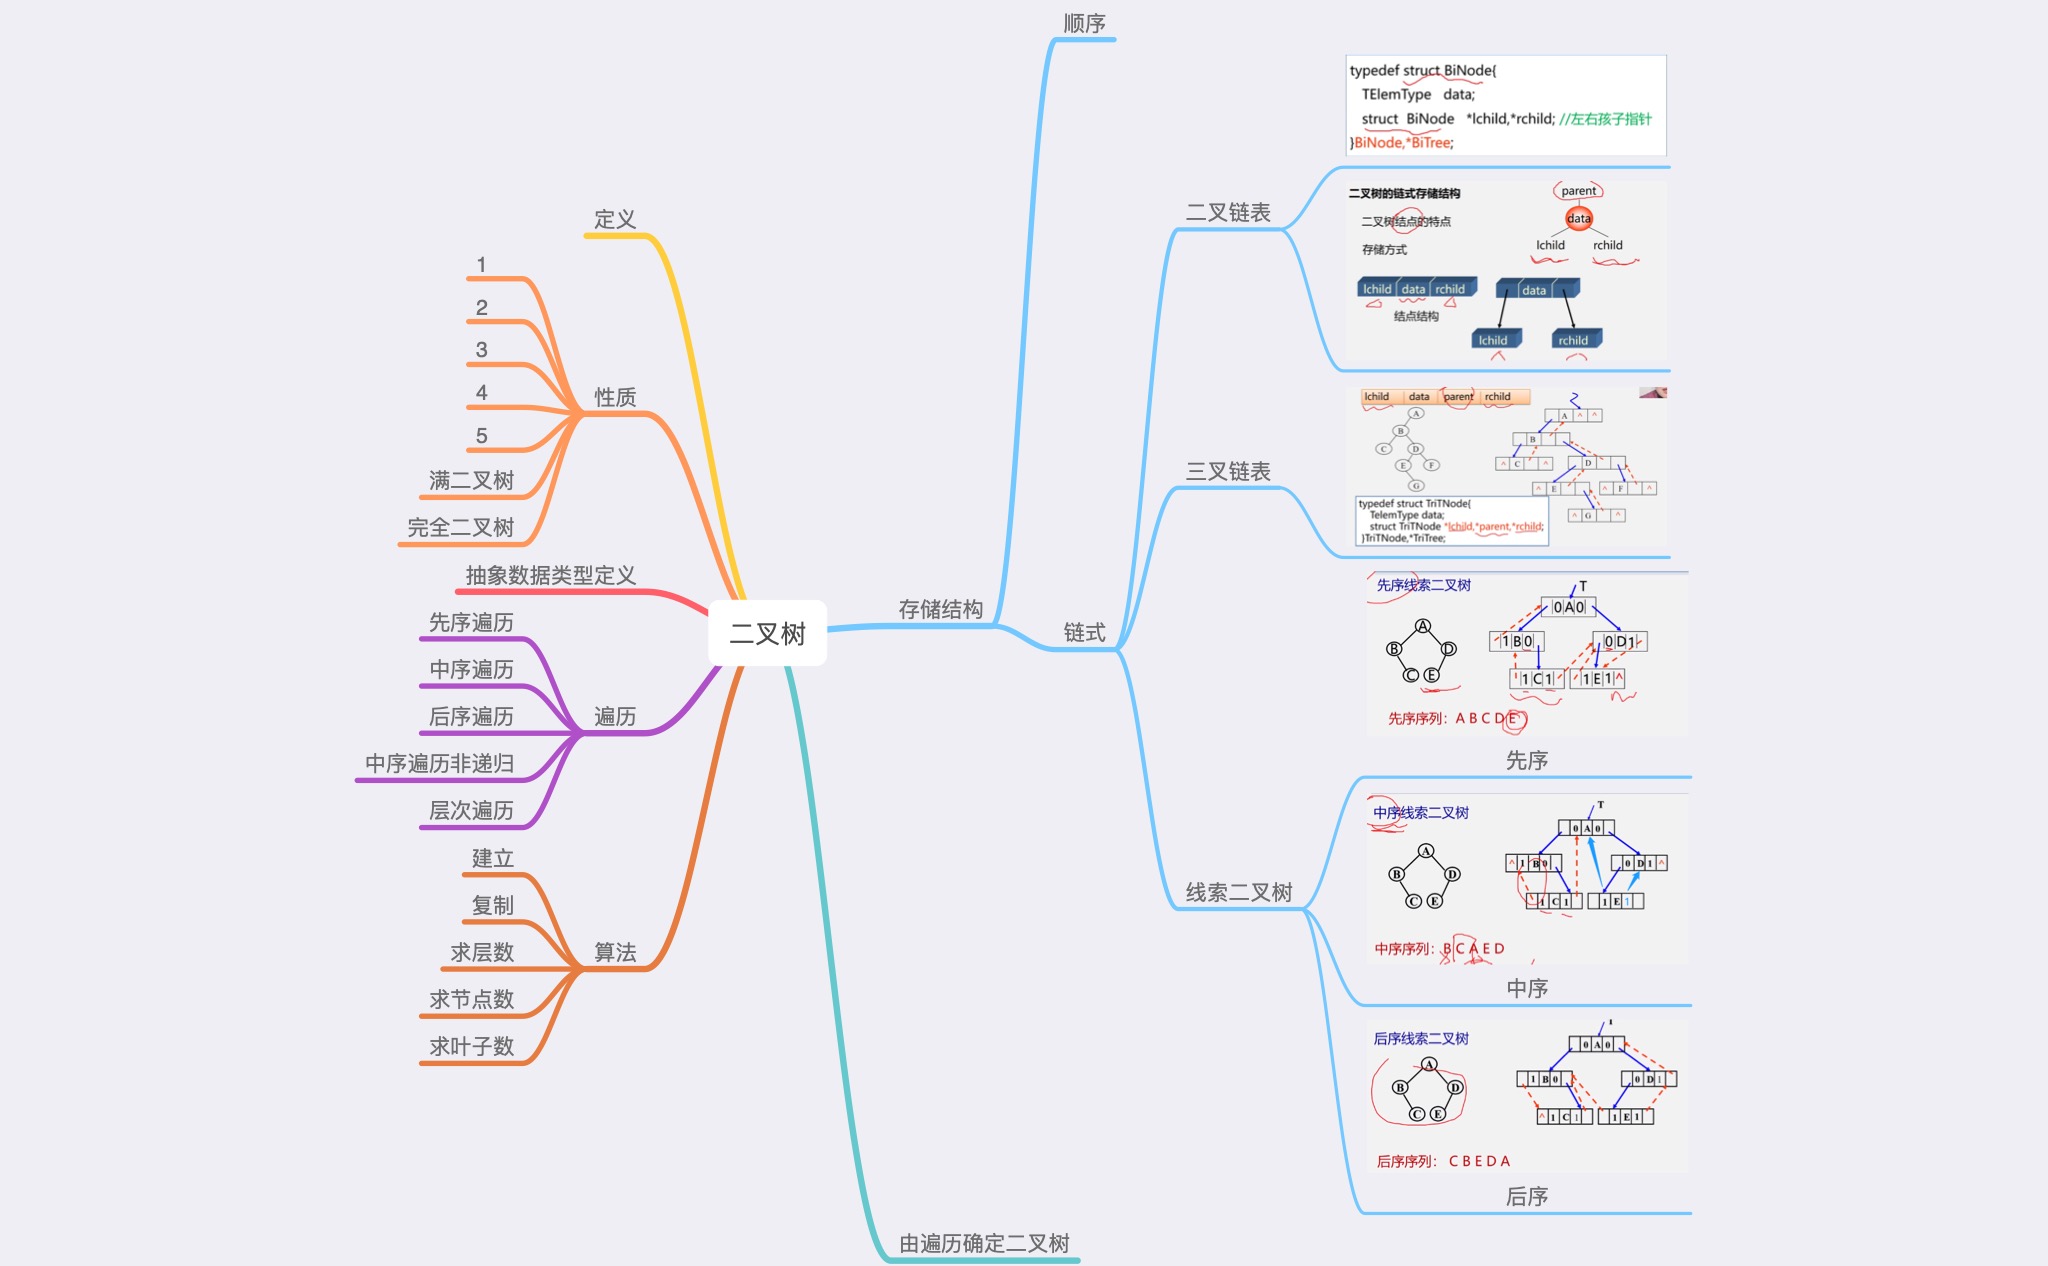 二叉树
定义
性质
1
2
3
4
5
满二叉树
完全二叉树
抽象数据类型定义
遍历
先序遍历
中序遍历
后序遍历
中序遍历非递归
层次遍历
算法
建立
复制
求层数
求节点数
求叶子数
存储结构
顺序
链式
二叉链表
typedef struct BiNode{
TElemType data;
struct BiNode *lchild,*rchild; //左右孩子指针
}BiNode,*BiTree;
二叉树的链式存储结构
二叉树结点的特点
存储方式
parent
data
lchild rchild
lchild data rchild
结点结构
data
lchild rchild
三叉链表
lchild data parent rchild
A
B
C D
E F
G
A ^ ^
B
^ C ^
D
^ E
^ F ^
^ G ^
typedef struct TriTNode{
TelemType data;
struct TriTNode *lchild,*parent,*rchild;
}TriTNode,*TriTree;
线索二叉树
先序线索二叉树
T
A
B D
C E
0 A 0
1 B 0 0 D 1
1 C 1 1 E 1 ^
先序序列: A B C D E
先序
中序线索二叉树
T
A
B D
C E
0 A 0
^ 1 B 0 0 D 1 ^
1 C 1 1 E 1
中序序列: B C A E D
中序
后序线索二叉树
A
B D
C E
0 A 0
1 B 0 0 D 1
^ 1 C 1 1 E 1
后序序列: C B E D A
后序
由遍历确定二叉树